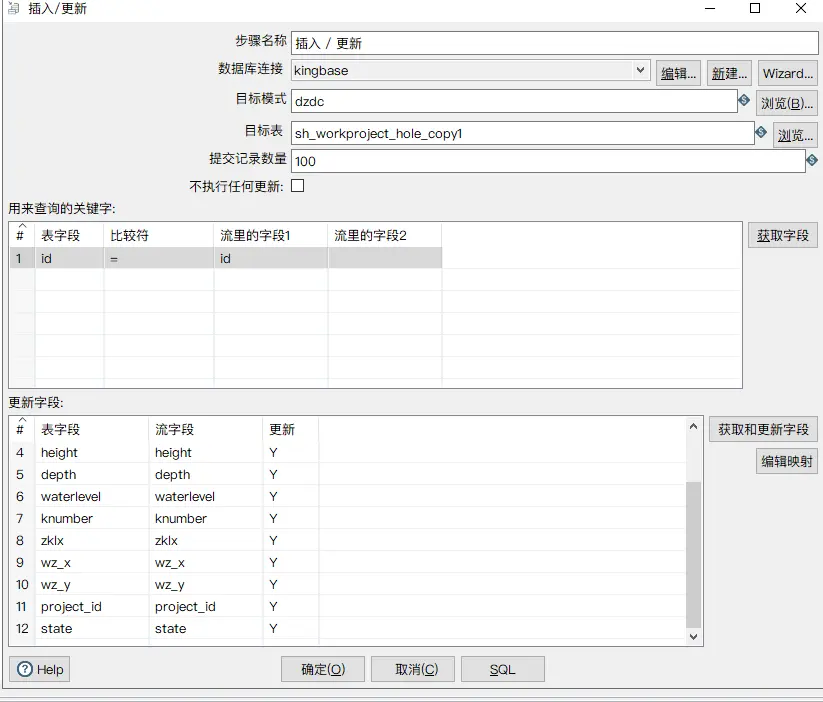 插入/更新
步骤名称 插入 / 更新
数据库连接 kingbase 编辑... 新建... Wizard...
目标模式 dzdc 浏览(B)...
目标表 sh_workproject_hole_copy1 浏览...
提交记录数量 100
不执行任何更新:
用来查询的关键字:
# 表字段 比较符 流里的字段1 流里的字段2 获取字段
1 id = id
更新字段:
# 表字段 流字段 更新 获取和更新字段
4 height height Y
编辑映射
5 depth depth Y
6 waterlevel waterlevel Y
7 knumber knumber Y
8 zklx zklx Y
9 wz_x wz_x Y
10 wz_y wz_y Y
11 project_id project_id Y
12 state state Y
? Help 确定(O) 取消(C) SQL